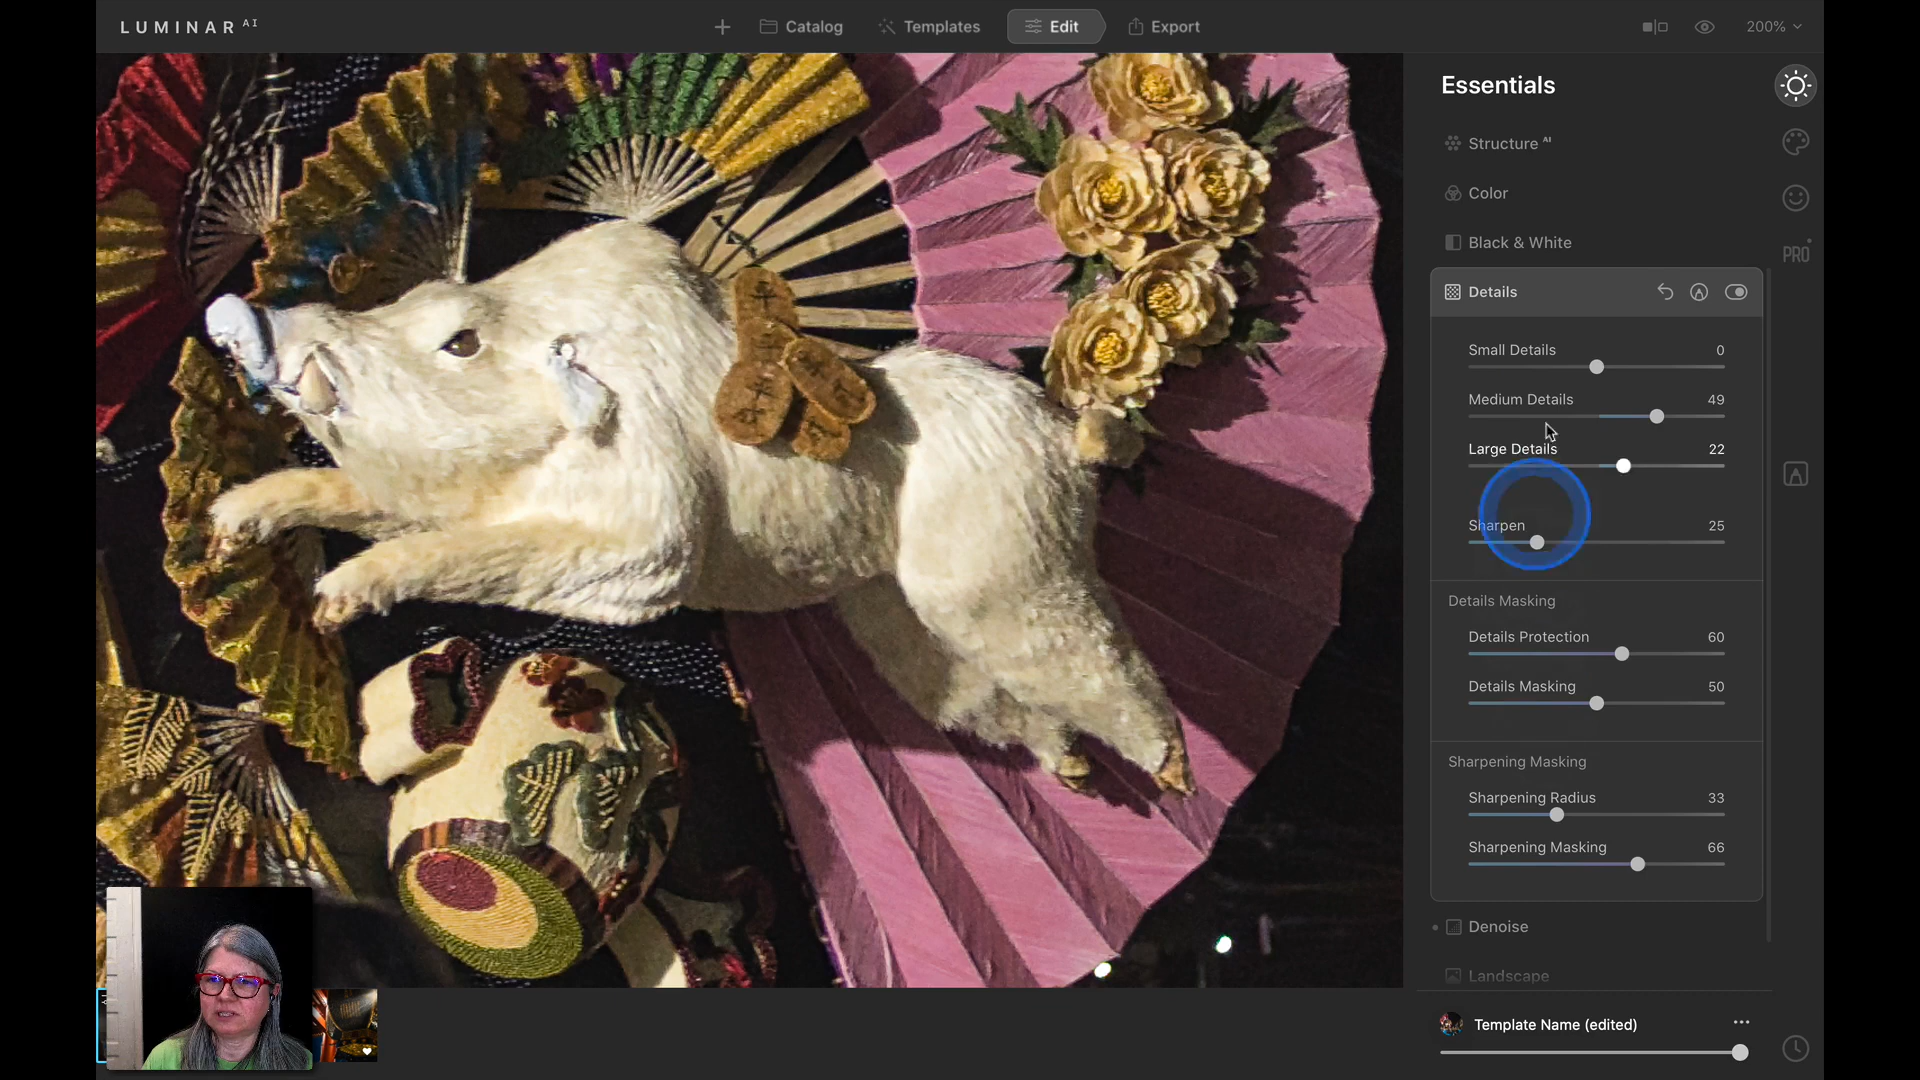 LUMINAR AI
Catalog
Templates
Edit
Export
200%
Essentials
Structure AI
Color
Black & White
PRO
Details
Small Details 0
Medium Details 49
Large Details 22
Sharpen 25
Details Masking
Details Protection 60
Details Masking 50
Sharpening Masking
Sharpening Radius 33
Sharpening Masking 66
Denoise
Landscape
Template Name (edited)